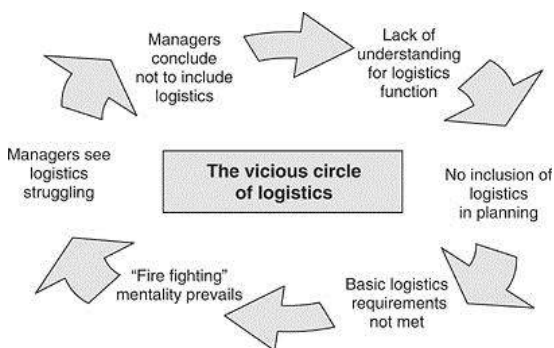 Managers
conclude
not to include
logistics
Lack of
understanding
for logistics
function
No inclusion of
logistics
in planning
Basic logistics
requirements
not met
“Fire fighting”
mentality prevails
Managers see
logistics
struggling
The vicious circle
of logistics